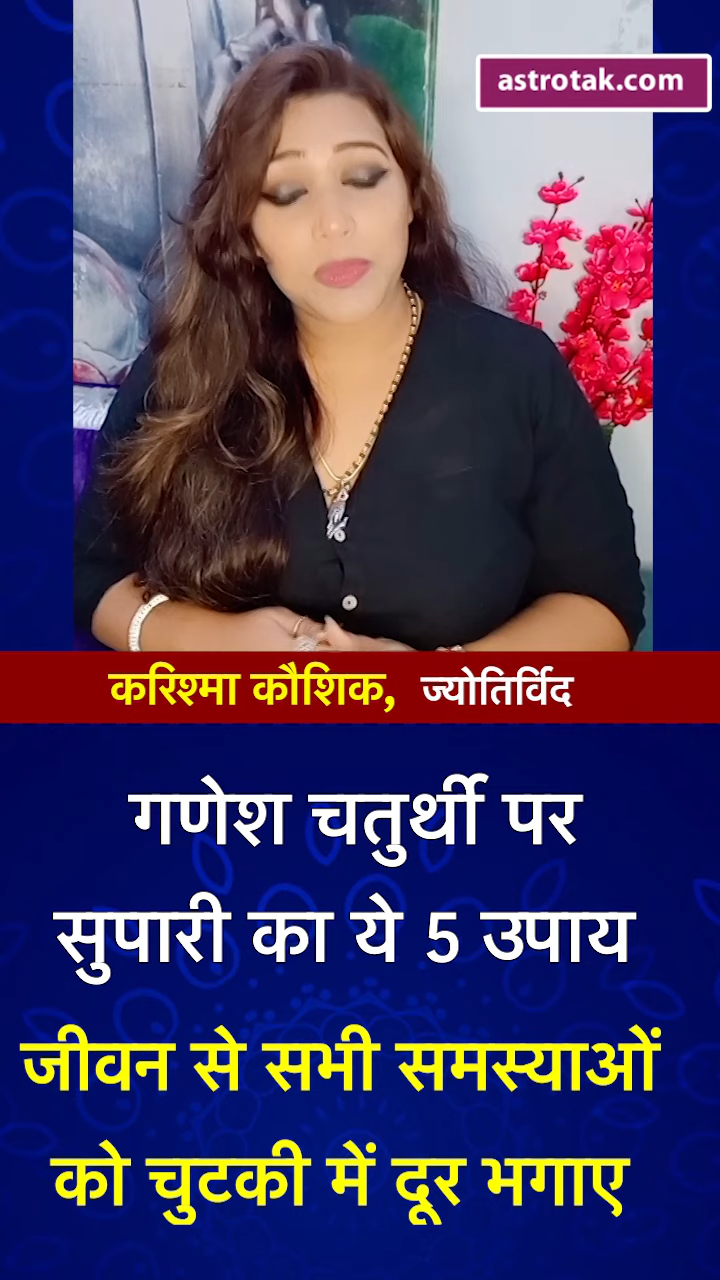 astrotak.com
करिश्मा कौशिक, ज्योतिर्विद
गणेश चतुर्थी पर
सुपारी का ये 5 उपाय
जीवन से सभी समस्याओं
को चुटकी में दूर भगाए